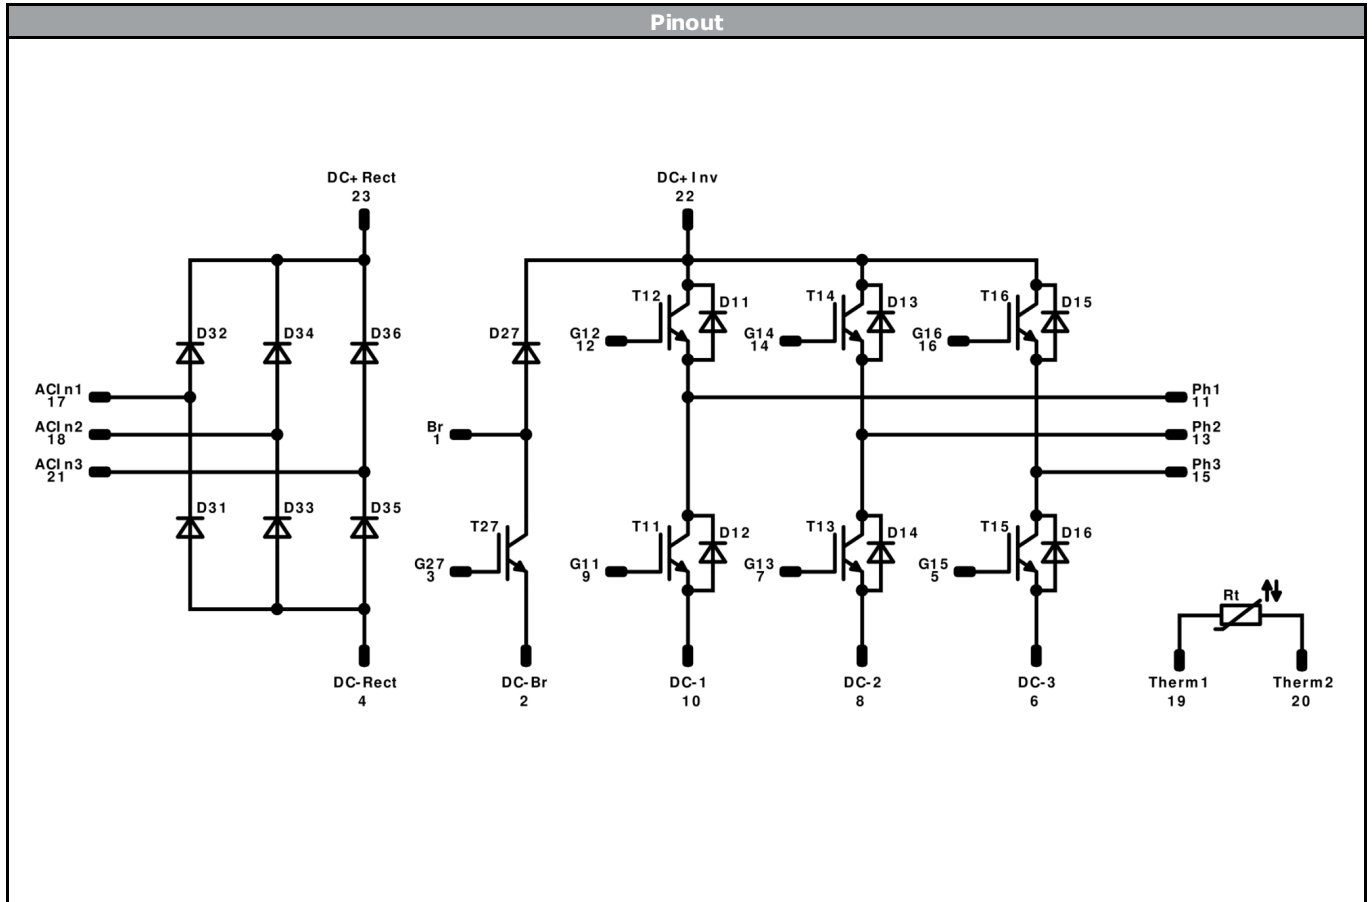 Pinout
DC+Rect
23
DC+Inv
22
T12
D11
T14
D13
T16
D15
D32
D34
D36
D27
G12
12
G14
14
G16
16
ACIn1
17
Ph1
11
ACIn2
18
Br
1
Ph2
13
ACIn3
21
Ph3
15
D31
D33
D35
T27
T11
D12
T13
D14
T15
D16
G27
3
G11
9
G13
7
G15
5
Rt
DC-Rect
4
DC-Br
2
DC-1
10
DC-2
8
DC-3
6
Therm1
19
Therm2
20